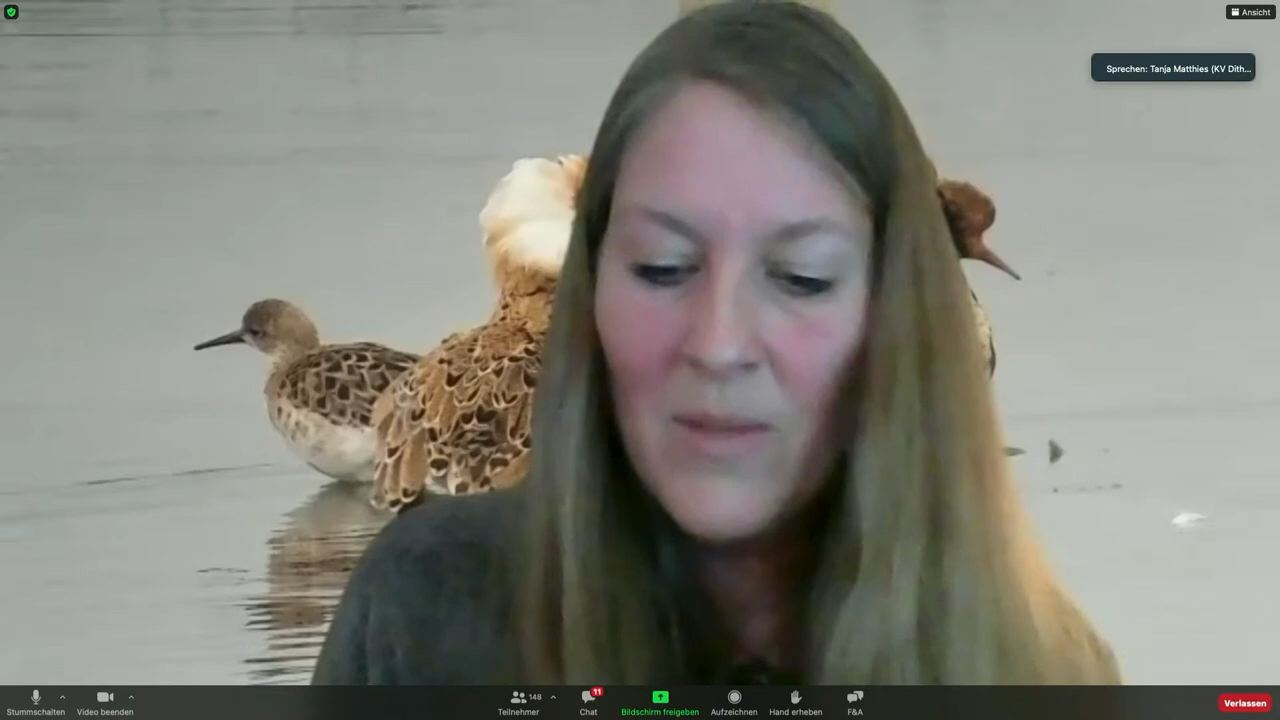 Ansicht
Sprechen: Tanja Matthies (KV Dith...
Stummschalten
Video beenden
148
Teilnehmer
11
Chat
Bildschirm freigeben
Aufzeichnen
Hand erheben
F&A
Verlassen